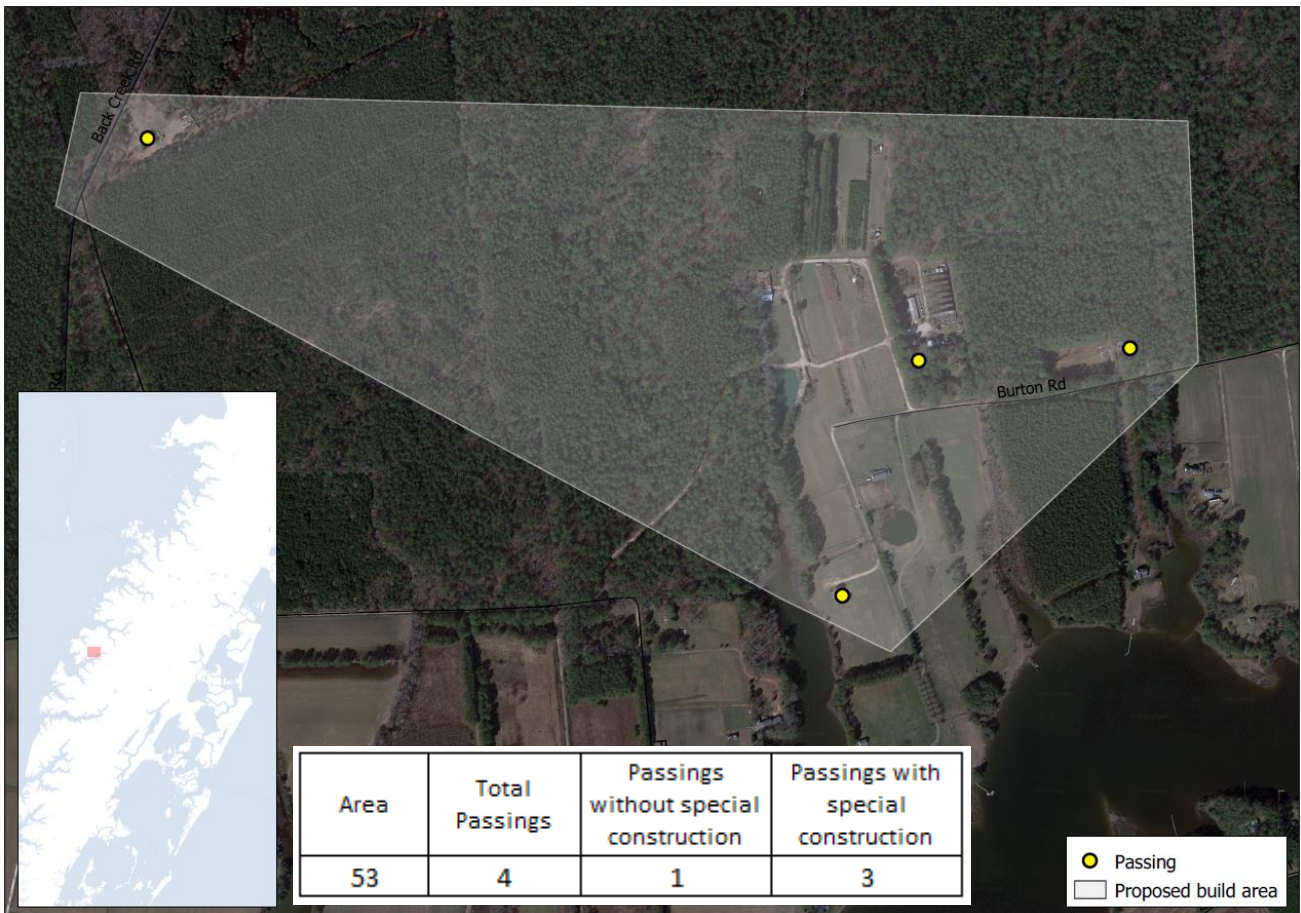 Back Creek Rd
Burton Rd
Rd
Area
Total
Passings
Passings
without special
construction
Passings with
special
construction
53
4
1
3
Passing
Proposed build area